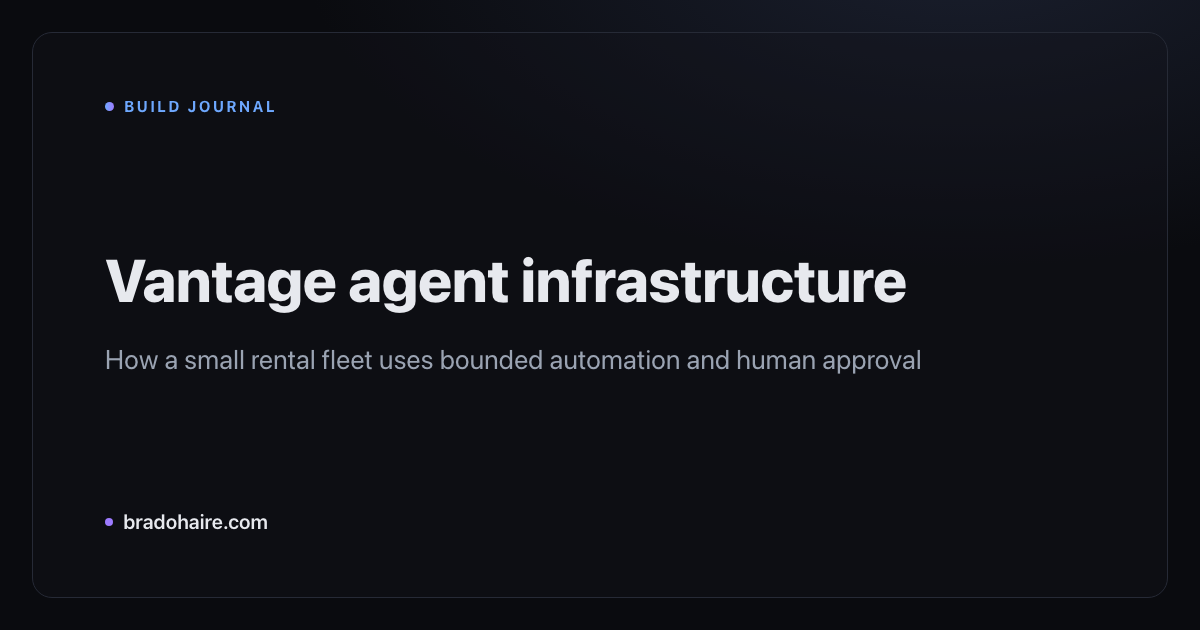 BUILD JOURNAL
Vantage agent infrastructure
How a small rental fleet uses bounded automation and human approval
bradohaire.com